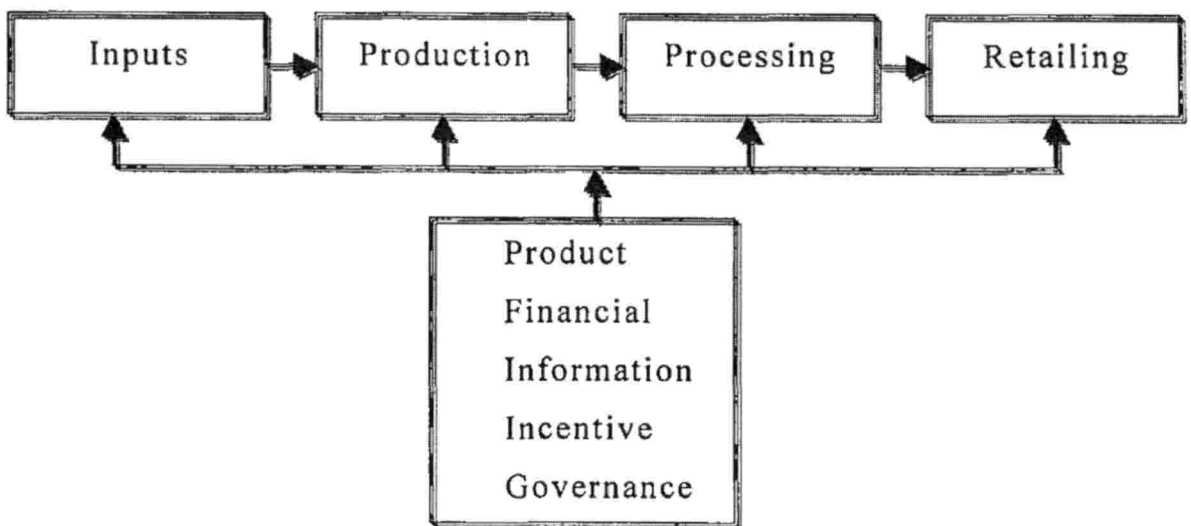 Inputs
Production
Processing
Retailing
Product
Financial
Information
Incentive
Governance